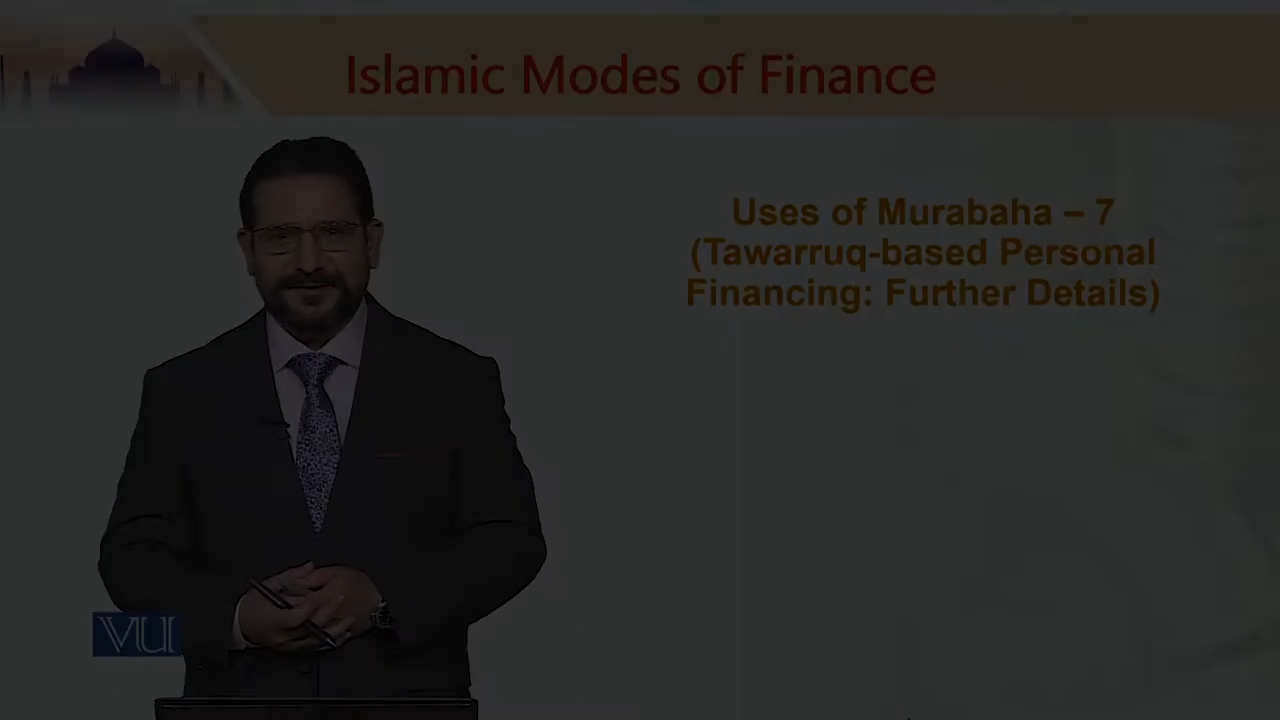 Islamic Modes of Finance
Uses of Murabaha – 7
(Tawarruq-based Personal
Financing: Further Details)
VU